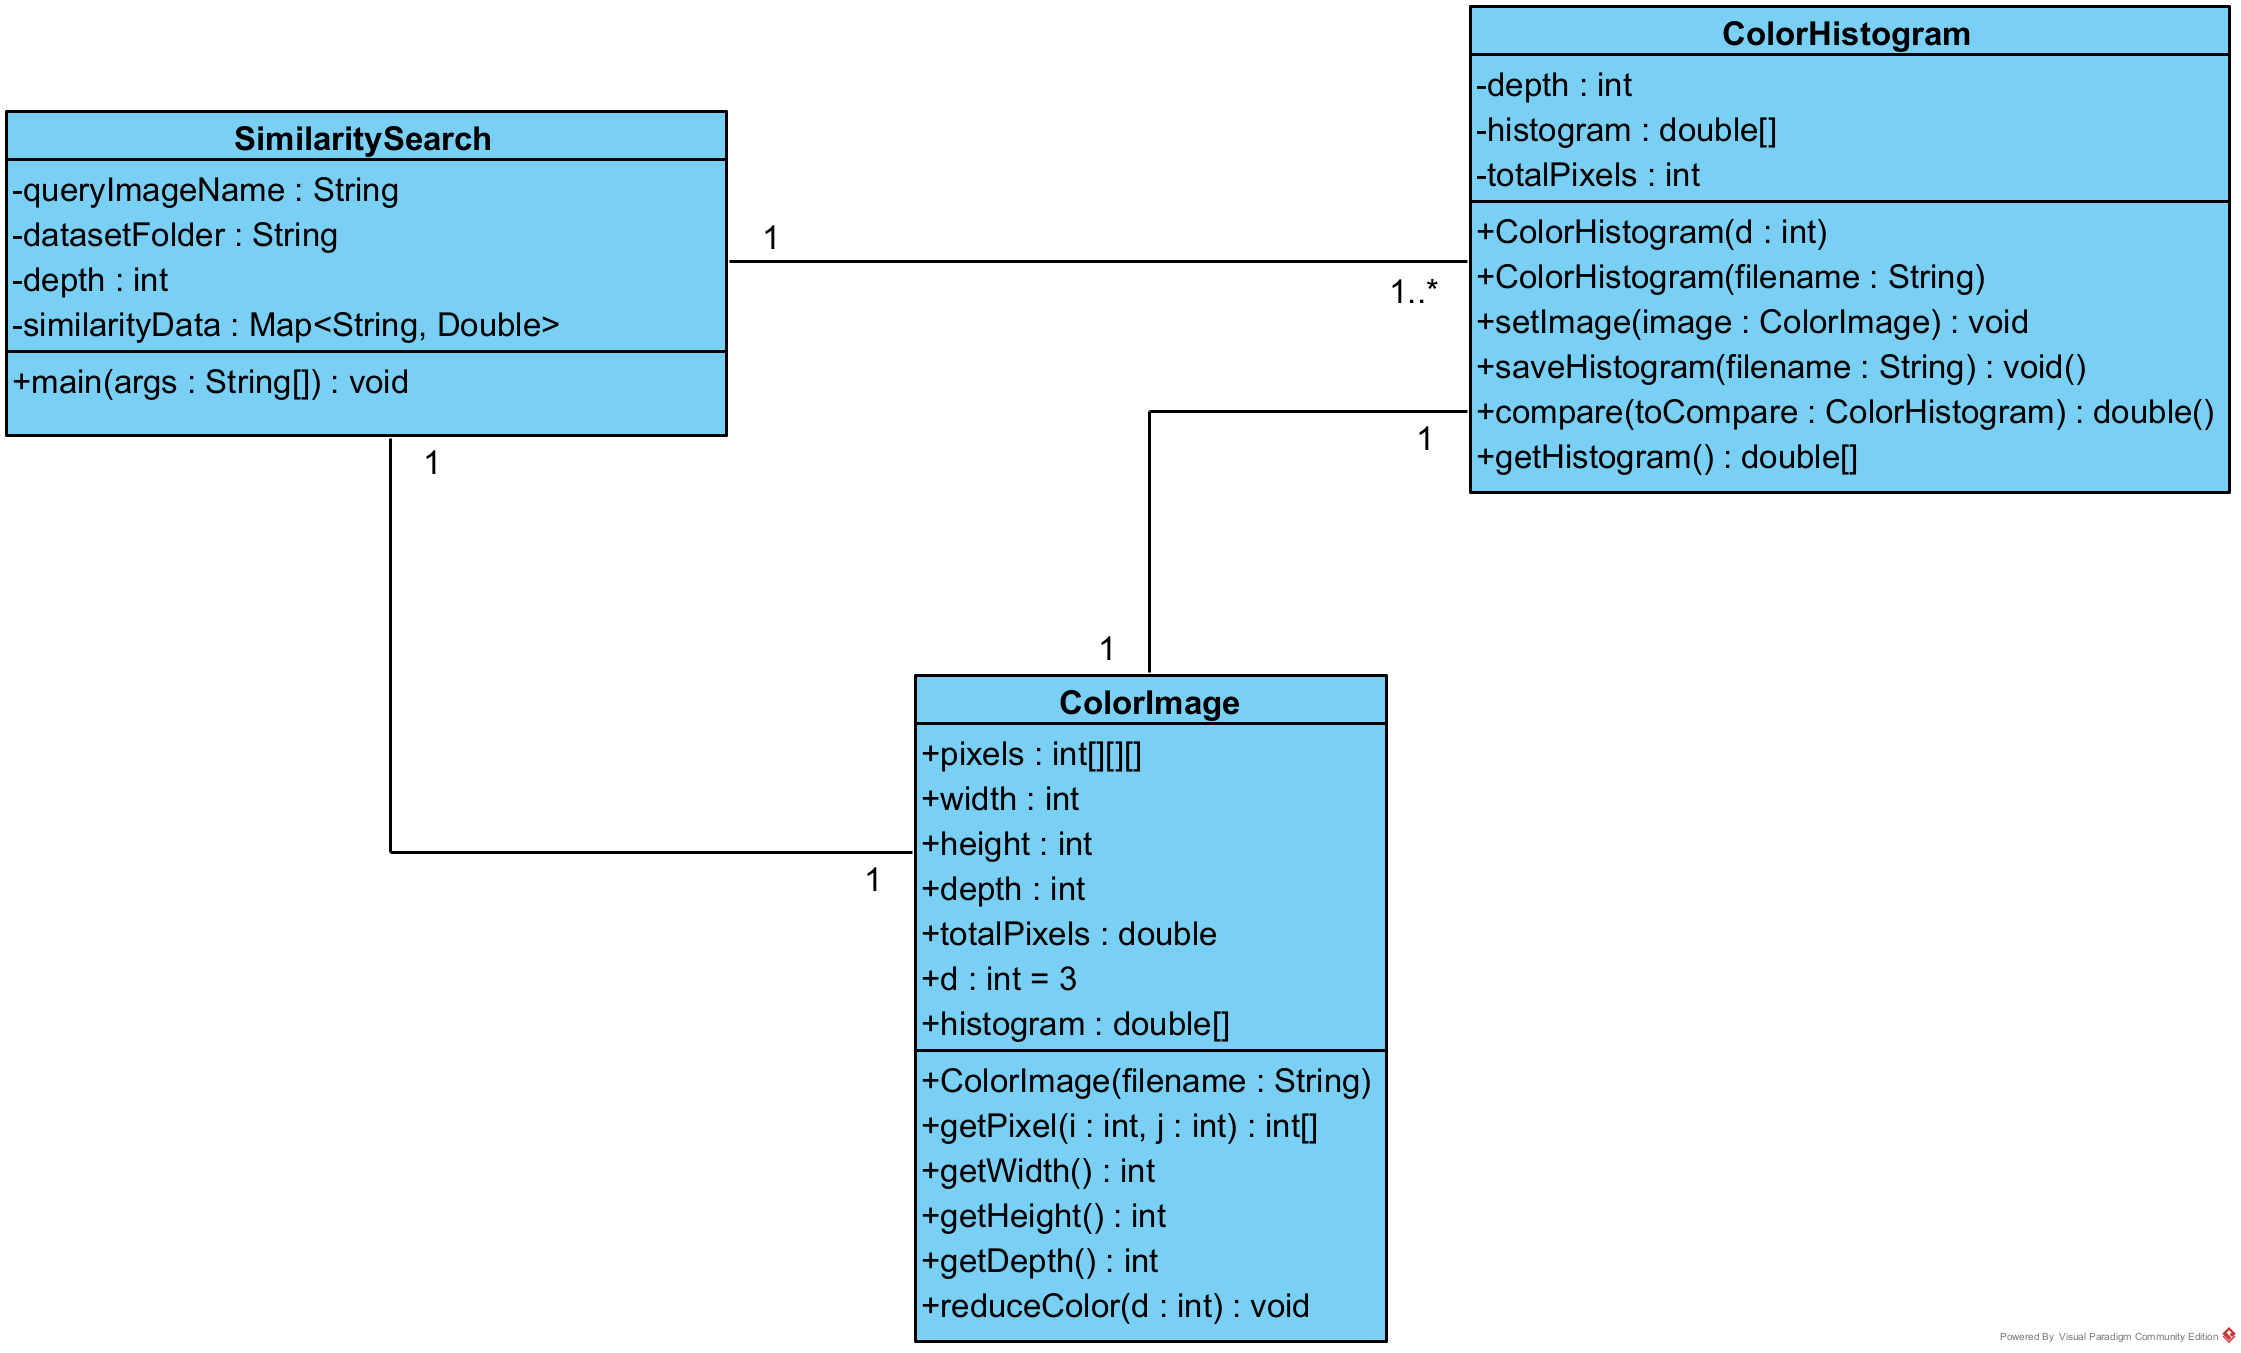 SimilaritySearch
-queryImageName : String
-datasetFolder : String
-depth : int
-similarityData : Map<String, Double>
+main(args : String[]) : void
1
1..*
1
1
1
1
ColorHistogram
-depth : int
-histogram : double[]
-totalPixels : int
+ColorHistogram(d : int)
+ColorHistogram(filename : String)
+setImage(image : ColorImage) : void
+saveHistogram(filename : String) : void()
+compare(toCompare : ColorHistogram) : double()
+getHistogram() : double[]
ColorImage
+pixels : int[][][]
+width : int
+height : int
+depth : int
+totalPixels : double
+d : int = 3
+histogram : double[]
+ColorImage(filename : String)
+getPixel(i : int, j : int) : int[]
+getWidth() : int
+getHeight() : int
+getDepth() : int
+reduceColor(d : int) : void
Powered By Visual Paradigm Community Edition